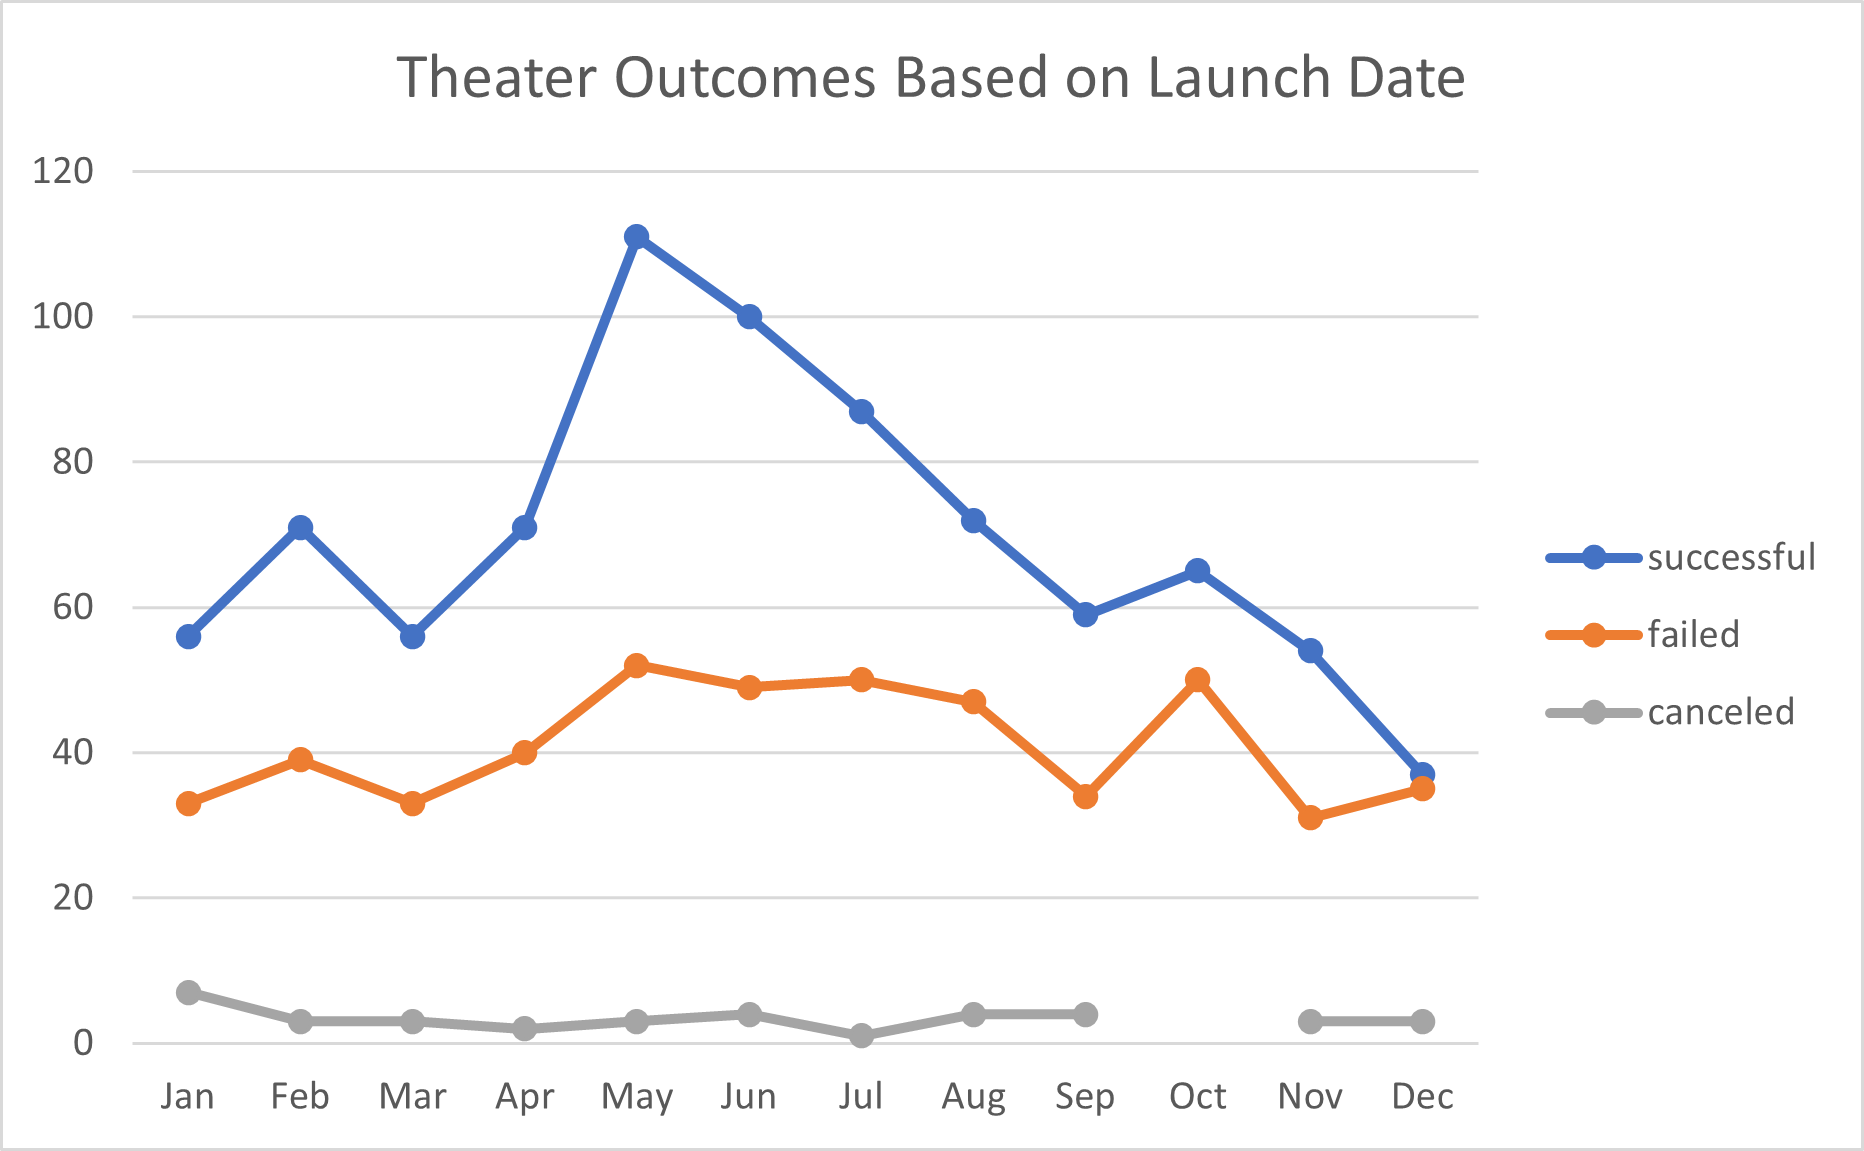 Theater Outcomes Based on Launch Date
120
100
80
60
40
20
0
Jan Feb Mar Apr May Jun Jul Aug Sep Oct Nov Dec
successful
failed
canceled